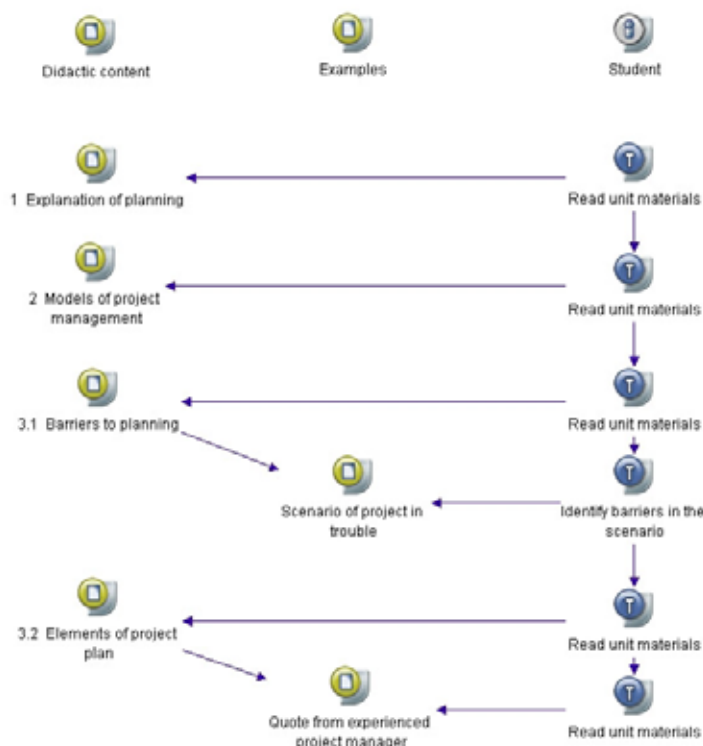 Didactic content
Examples
Student
1 Explanation of planning
Read unit materials
2 Models of project
management
Read unit materials
3.1 Barriers to planning
Read unit materials
Scenario of project in
trouble
Identify barriers in the
scenario
3.2 Elements of project
plan
Read unit materials
Quote from experienced
project manager
Read unit materials